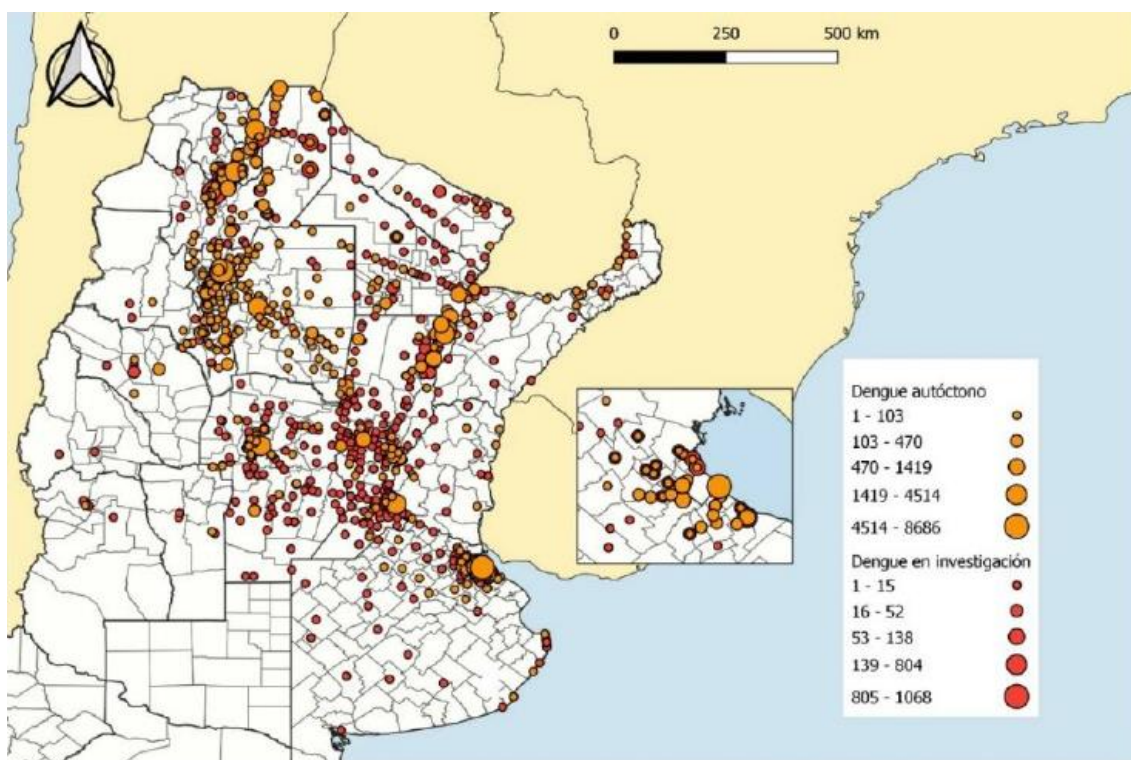 0 250 500 km
Dengue autóctono
1 - 103
103 - 470
470 - 1419
1419 - 4514
4514 - 8686
Dengue en investigación
1 - 15
16 - 52
53 - 138
139 - 804
805 - 1068